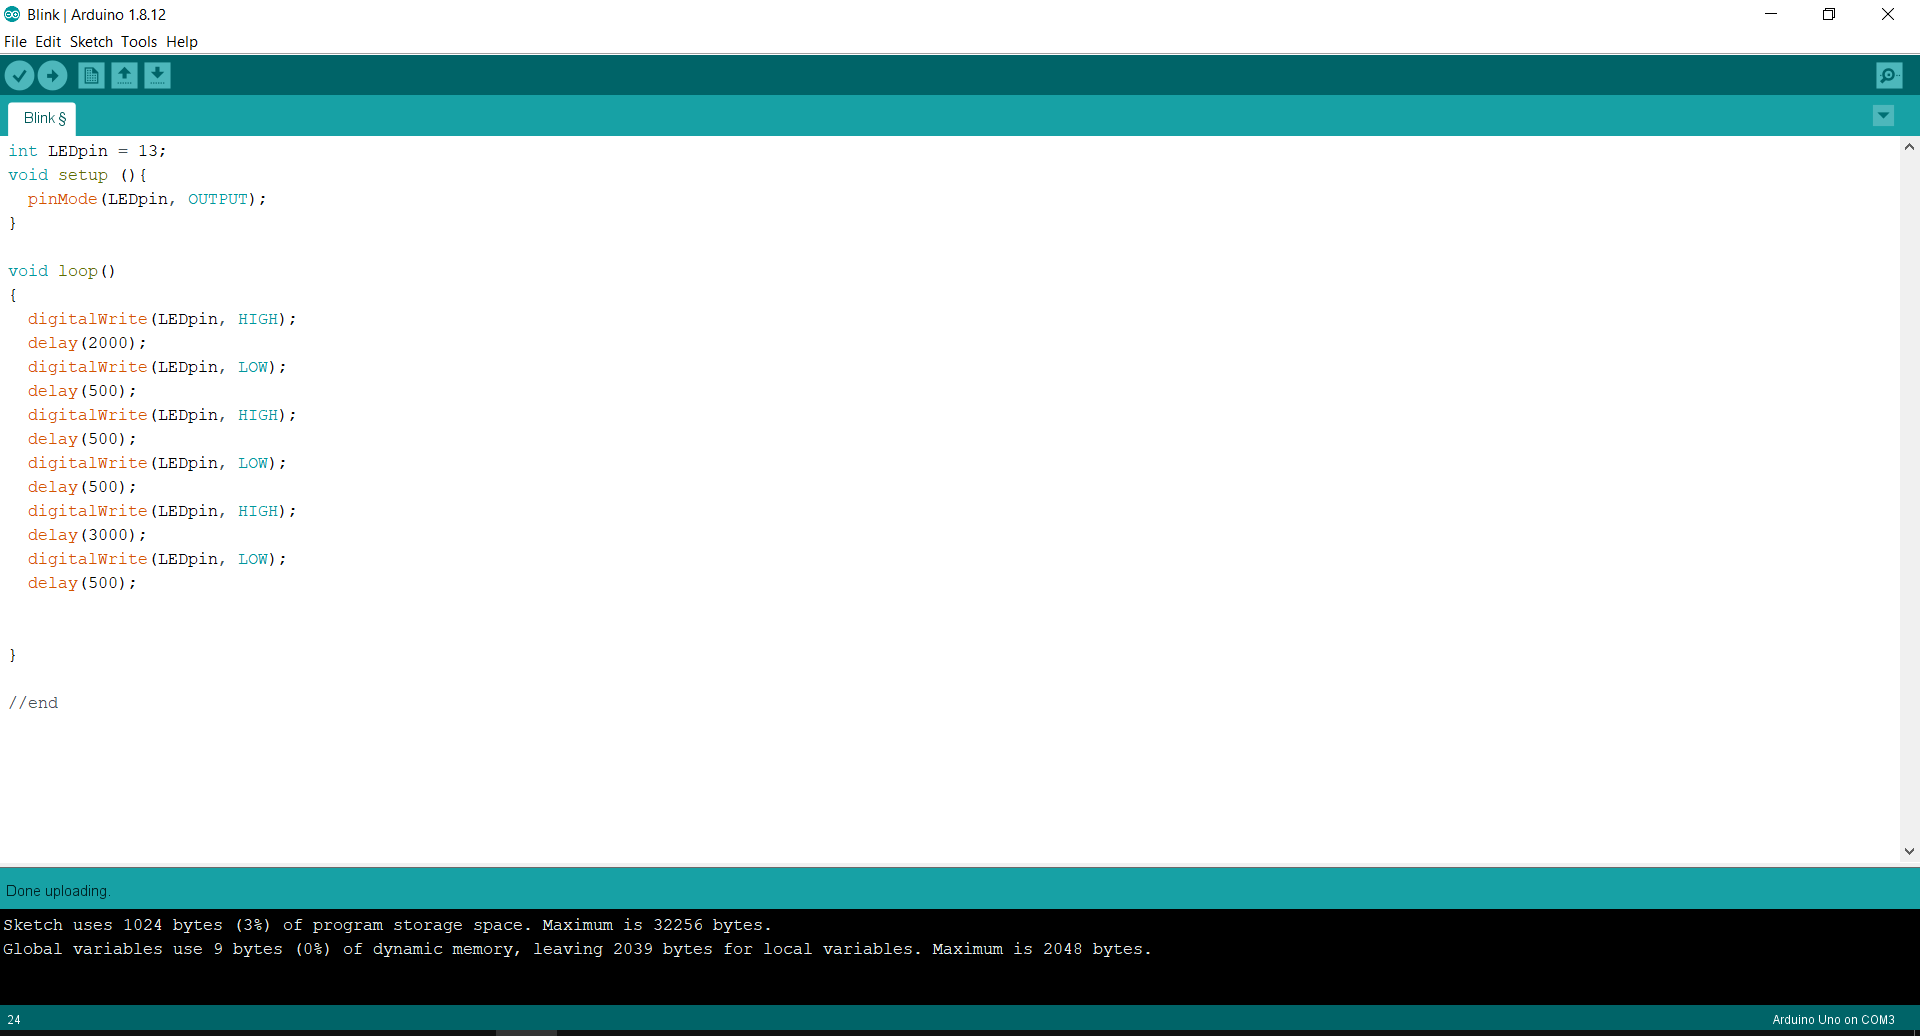 Blink | Arduino 1.8.12
File Edit Sketch Tools Help
Blink §
int LEDpin = 13;
void setup (){
  pinMode(LEDpin, OUTPUT);
}
void loop()
{
  digitalWrite(LEDpin, HIGH);
  delay(2000);
  digitalWrite(LEDpin, LOW);
  delay(500);
  digitalWrite(LEDpin, HIGH);
  delay(500);
  digitalWrite(LEDpin, LOW);
  delay(500);
  digitalWrite(LEDpin, HIGH);
  delay(3000);
  digitalWrite(LEDpin, LOW);
  delay(500);
}
//end
Done uploading.
Sketch uses 1024 bytes (3%) of program storage space. Maximum is 32256 bytes.
Global variables use 9 bytes (0%) of dynamic memory, leaving 2039 bytes for local variables. Maximum is 2048 bytes.
24
Arduino Uno on COM3